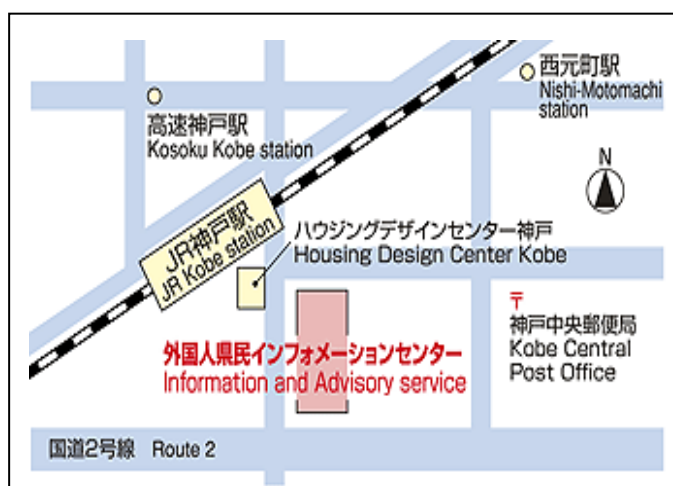 西元町駅
Nishi-Motomachi
station
高速神戸駅
Kosoku Kobe station
N
JR神戸駅
JR Kobe station
ハウジングデザインセンター神戸
Housing Design Center Kobe
〒
神戸中央郵便局
Kobe Central
Post Office
外国人県民インフォメーションセンター
Information and Advisory service
国道2号線 Route 2